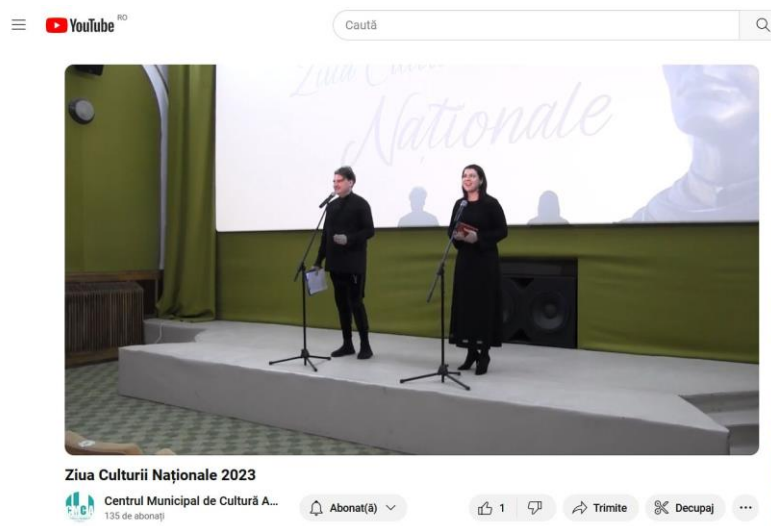 YouTube RO
Caută
Ziua Culturii
Naționale
Ziua Culturii Naționale 2023
CMCA
Centrul Municipal de Cultură A...
135 de abonați
Abonat(ă)
1
Trimite
Decupaj